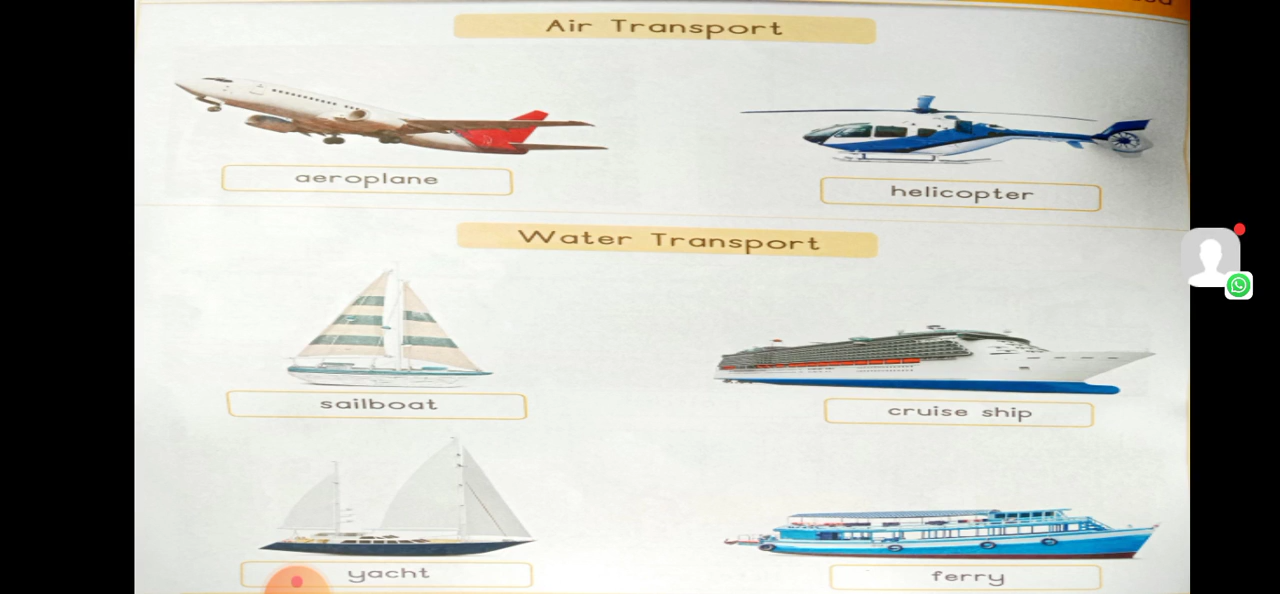 Air Transport
aeroplane
helicopter
Water Transport
sailboat
cruise ship
yacht
ferry